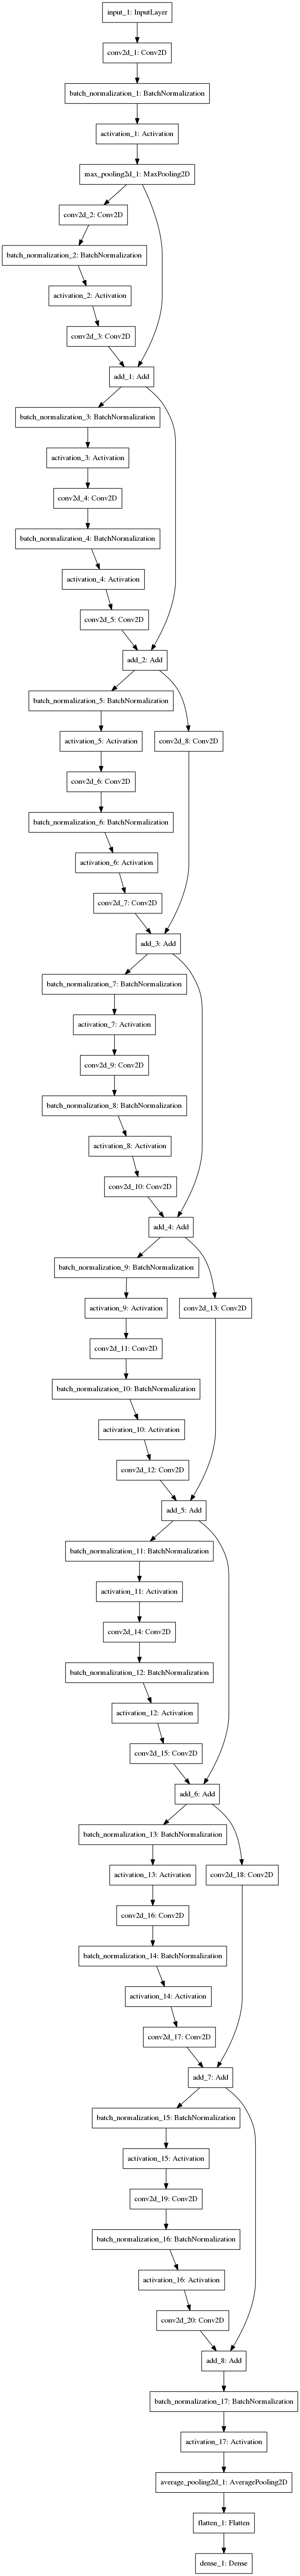 input_1: InputLayer
conv2d_1: Conv2D
batch_normalization_1: BatchNormalization
activation_1: Activation
max_pooling2d_1: MaxPooling2D
conv2d_2: Conv2D
batch_normalization_2: BatchNormalization
activation_2: Activation
conv2d_3: Conv2D
add_1: Add
batch_normalization_3: BatchNormalization
activation_3: Activation
conv2d_4: Conv2D
batch_normalization_4: BatchNormalization
activation_4: Activation
conv2d_5: Conv2D
add_2: Add
batch_normalization_5: BatchNormalization
activation_5: Activation
conv2d_8: Conv2D
conv2d_6: Conv2D
batch_normalization_6: BatchNormalization
activation_6: Activation
conv2d_7: Conv2D
add_3: Add
batch_normalization_7: BatchNormalization
activation_7: Activation
conv2d_9: Conv2D
batch_normalization_8: BatchNormalization
activation_8: Activation
conv2d_10: Conv2D
add_4: Add
batch_normalization_9: BatchNormalization
activation_9: Activation
conv2d_13: Conv2D
conv2d_11: Conv2D
batch_normalization_10: BatchNormalization
activation_10: Activation
conv2d_12: Conv2D
add_5: Add
batch_normalization_11: BatchNormalization
activation_11: Activation
conv2d_14: Conv2D
batch_normalization_12: BatchNormalization
activation_12: Activation
conv2d_15: Conv2D
add_6: Add
batch_normalization_13: BatchNormalization
activation_13: Activation
conv2d_18: Conv2D
conv2d_16: Conv2D
batch_normalization_14: BatchNormalization
activation_14: Activation
conv2d_17: Conv2D
add_7: Add
batch_normalization_15: BatchNormalization
activation_15: Activation
conv2d_19: Conv2D
batch_normalization_16: BatchNormalization
activation_16: Activation
conv2d_20: Conv2D
add_8: Add
batch_normalization_17: BatchNormalization
activation_17: Activation
average_pooling2d_1: AveragePooling2D
flatten_1: Flatten
dense_1: Dense